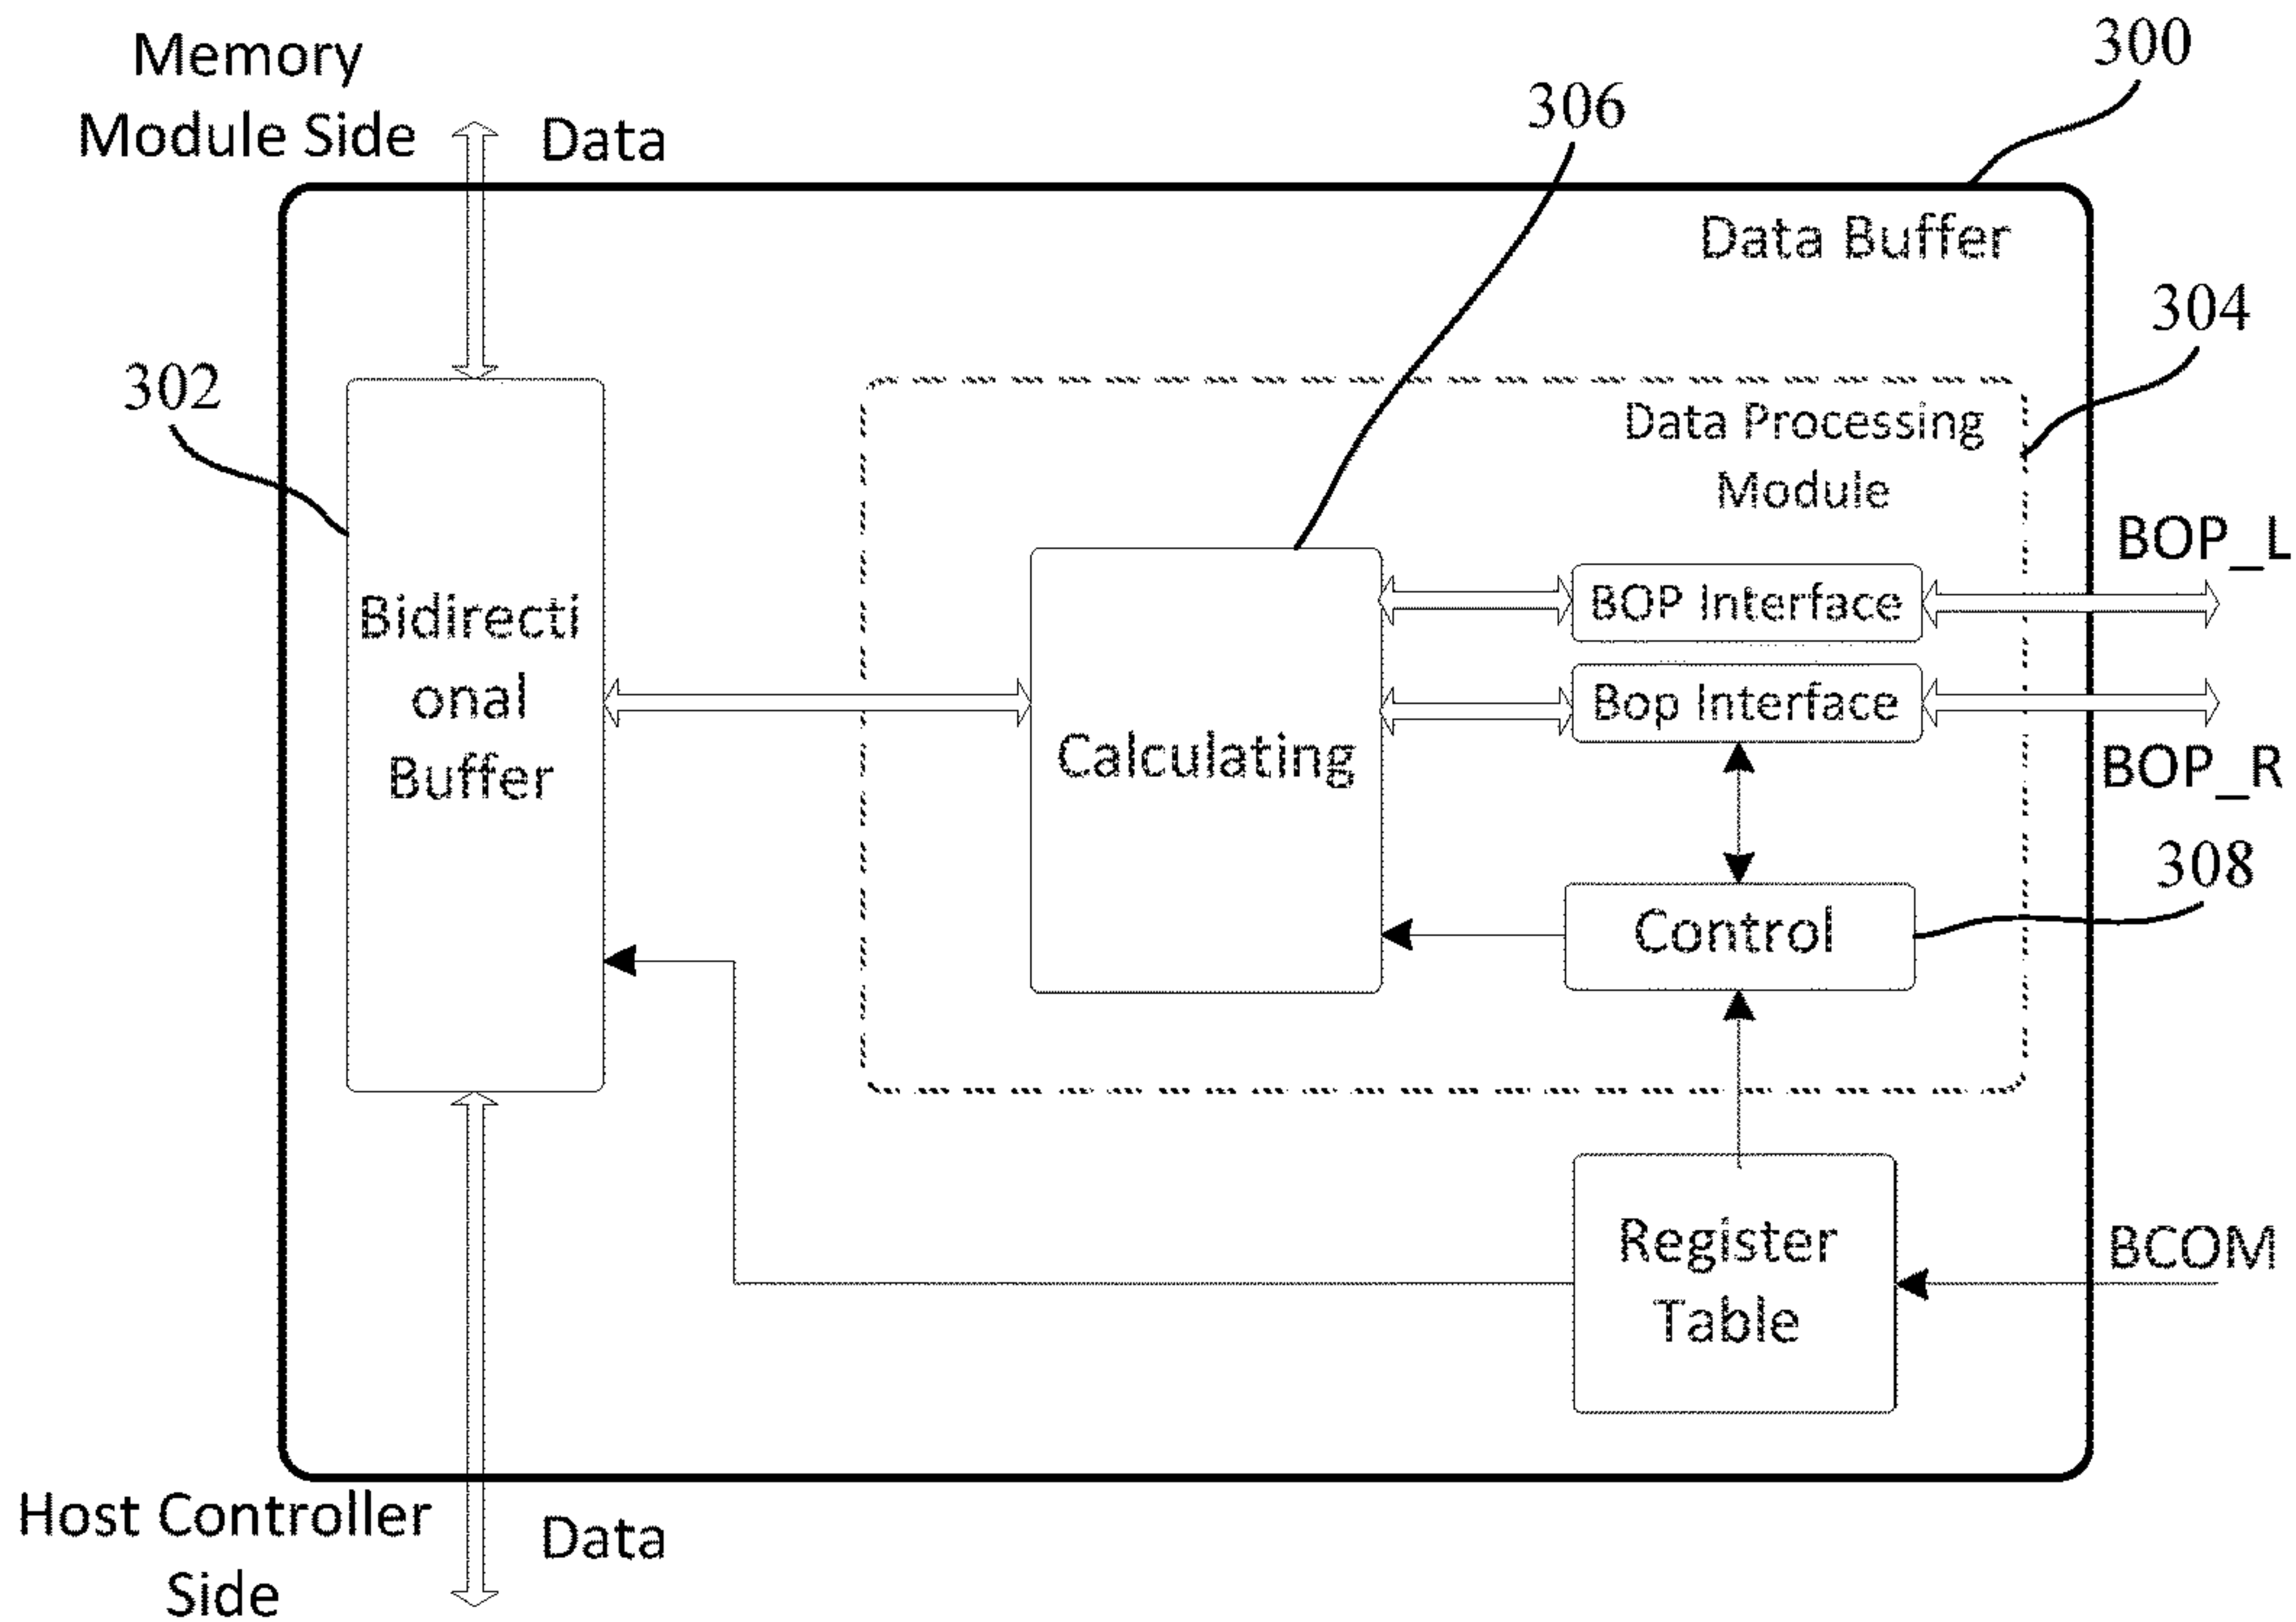 Memory
Module Side
Data
300
306
Data Buffer
304
302
Data Processing
Module
BOP_L
BOP Interface
Bidirecti
onal
Buffer
Bop Interface
Calculating
BOP_R
308
Control
Register
Table
BCOM
Host Controller
Side
Data